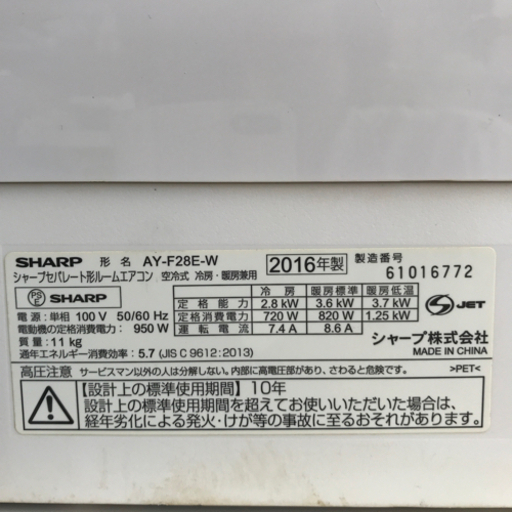 SHARP 形名 AY-F28E-W 2016年製 製造番号
シャープセパレート形ルームエアコン 空冷式 冷房・暖房兼用 61016772
PS E SHARP
電源:単相 100 V 50/60 Hz
電動機の定格消費電力: 950 W
質量:11 kg
通年エネルギー消費効率:5.7 (JIS C 9612:2013)
冷房 暖房標準 暖房低温
定格能力 2.8 kW 3.6 kW 3.7 kW
定格消費電力 720 W 820 W 1.25 kW
運転電流 7.4 A 8.6 A
S JET
シャープ株式会社
MADE IN CHINA
高圧注意 サービスマン以外の人は分解しない。内部に高電圧部があり、さわると危険です。 >PET<
【設計上の標準使用期間】10年
設計上の標準使用期間を超えてお使いいただいた場合は、
経年劣化による発火・けが等の事故に至るおそれがあります。